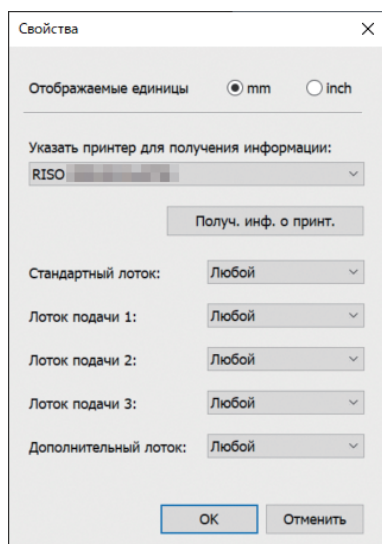 Свойства
Отображаемые единицы mm inch
Указать принтер для получения информации:
RISO
Получ. инф. о принт.
Стандартный лоток: Любой
Лоток подачи 1: Любой
Лоток подачи 2: Любой
Лоток подачи 3: Любой
Дополнительный лоток: Любой
OK Отменить